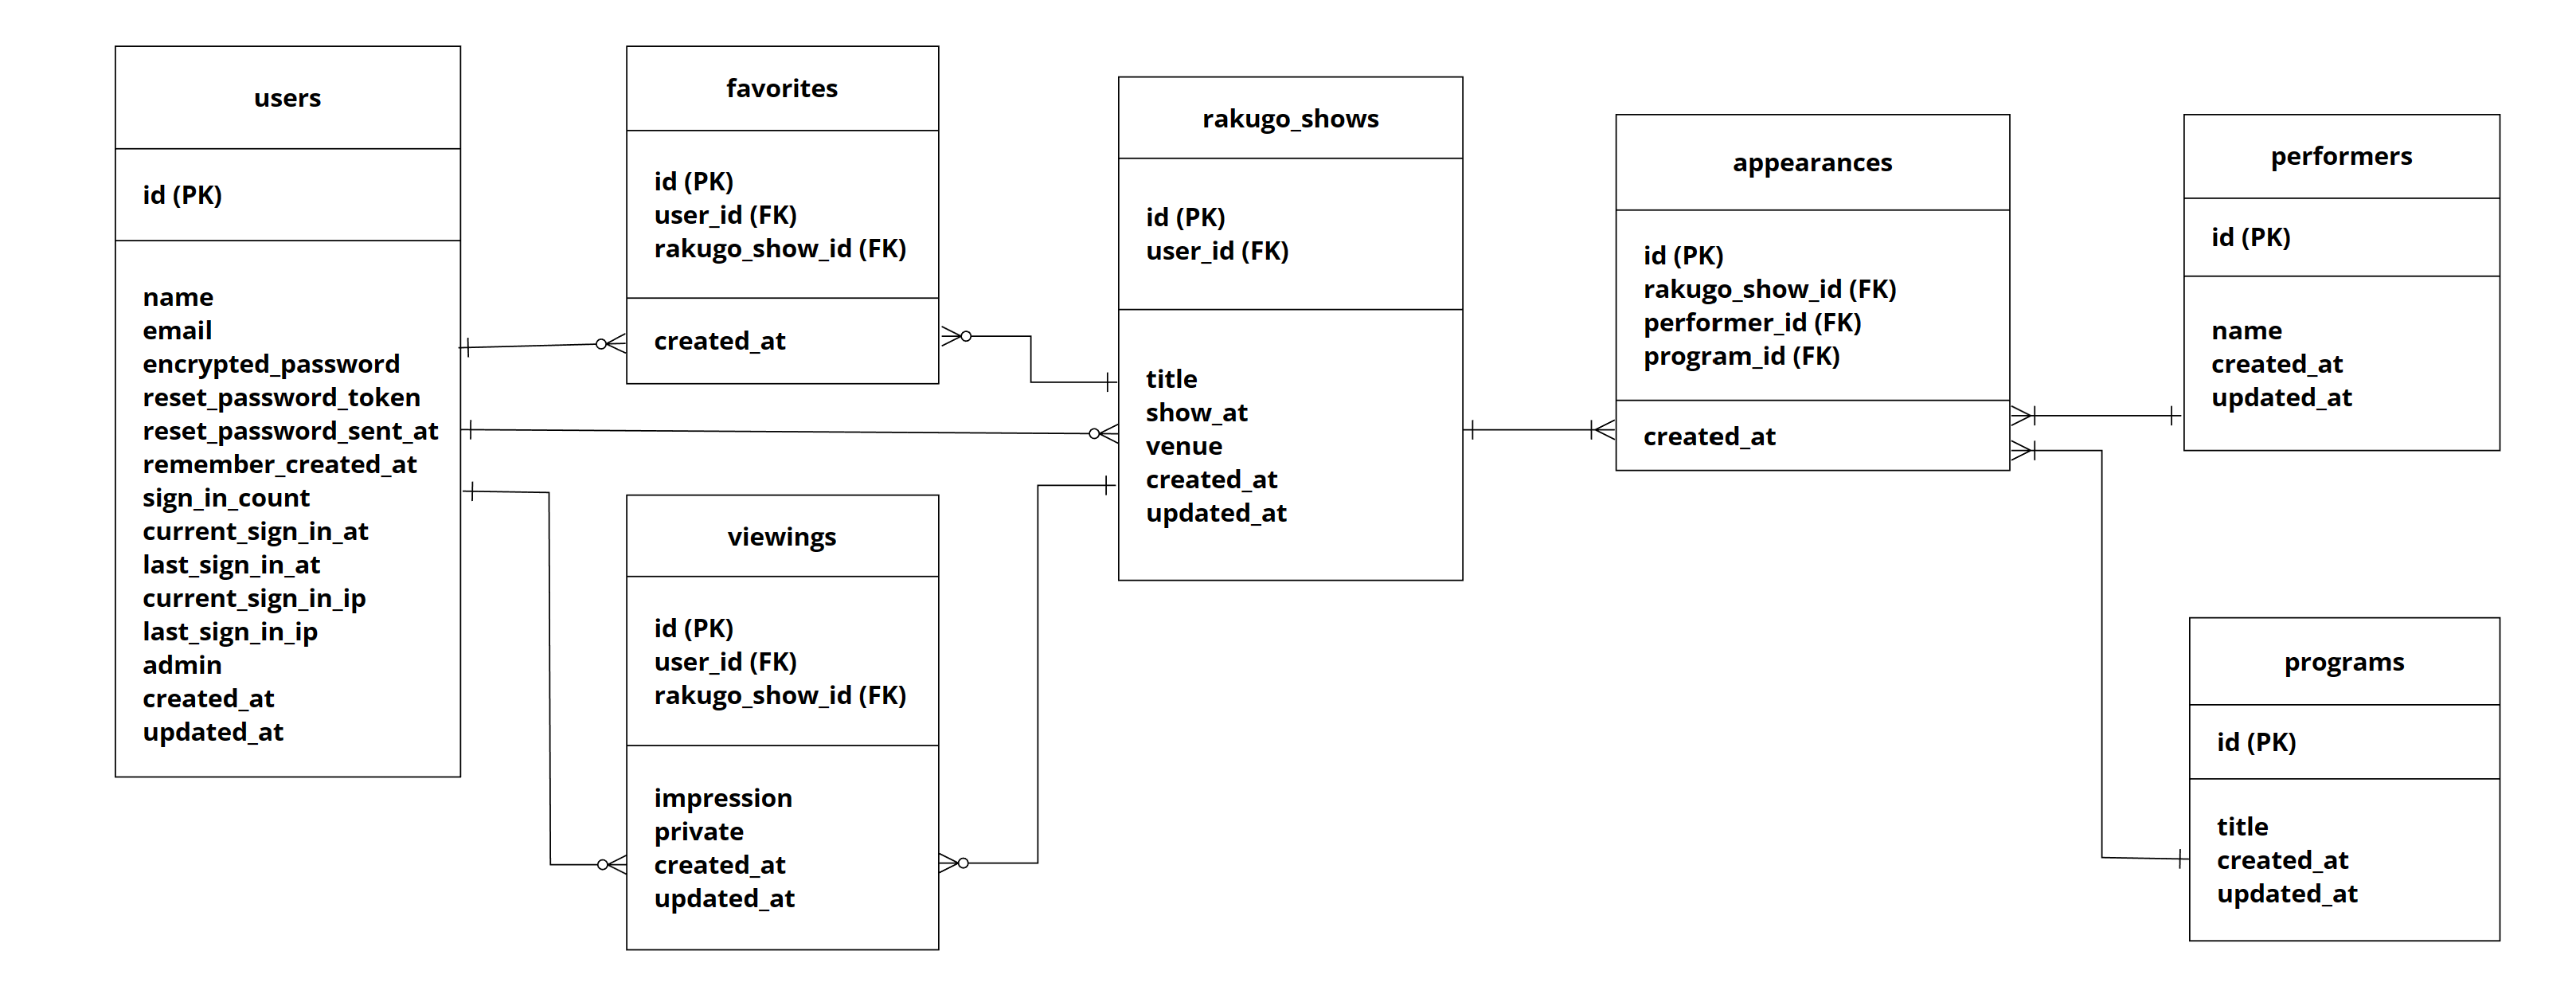 users
id (PK)
name
email
encrypted_password
reset_password_token
reset_password_sent_at
remember_created_at
sign_in_count
current_sign_in_at
last_sign_in_at
current_sign_in_ip
last_sign_in_ip
admin
created_at
updated_at
favorites
id (PK)
user_id (FK)
rakugo_show_id (FK)
created_at
viewings
id (PK)
user_id (FK)
rakugo_show_id (FK)
impression
private
created_at
updated_at
rakugo_shows
id (PK)
user_id (FK)
title
show_at
venue
created_at
updated_at
appearances
id (PK)
rakugo_show_id (FK)
performer_id (FK)
program_id (FK)
created_at
performers
id (PK)
name
created_at
updated_at
programs
id (PK)
title
created_at
updated_at